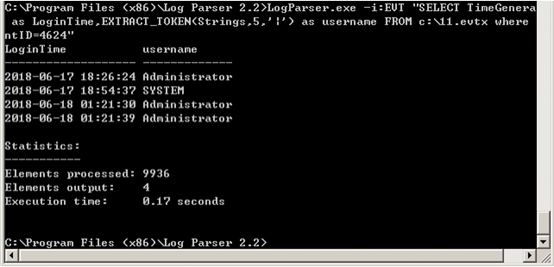 C:\Program Files (x86)\Log Parser 2.2>LogParser.exe -i:EVT "SELECT TimeGenera
 as LoginTime,EXTRACT_TOKEN(Strings,5,'|') as username FROM c:\11.evtx where
ntID=4624"
LoginTime           username
------------------- -------------
2018-06-17 18:26:24 Administrator
2018-06-17 18:54:37 SYSTEM
2018-06-18 01:21:30 Administrator
2018-06-18 01:21:39 Administrator
Statistics:
-----------
Elements processed: 9936
Elements output:    4
Execution time:     0.17 seconds
C:\Program Files (x86)\Log Parser 2.2>